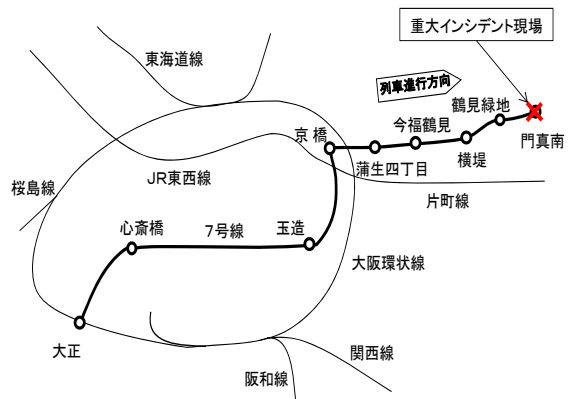 重大インシデント現場
東海道線
列車進行方向
鶴見緑地
今福鶴見
京橋
門真南
横堤
蒲生四丁目
JR東西線
桜島線
片町線
心斎橋
7号線
玉造
大阪環状線
大正
関西線
阪和線